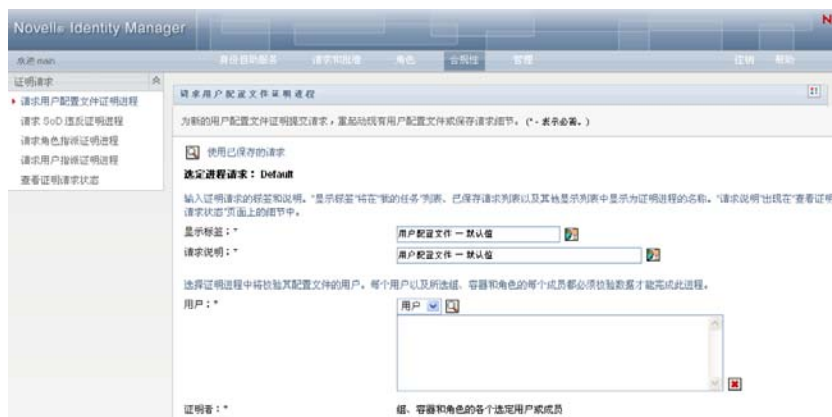 Novell® Identity Manager
N
欢迎 main
身份自助服务 请求和批准 角色 合规性 管理 注销 帮助
证明请求
请求用户配置文件证明进程
请求 SoD 违反证明进程
请求角色指派证明进程
请求用户指派证明进程
查看证明请求状态
请求用户配置文件证明进程
为新的用户配置文件证明提交请求，重起动现有用户配置文件或保存请求细节。(*- 表示必需。)
使用已保存的请求
选定进程请求： Default
输入证明请求的标签和说明。"显示标签"将在"我的任务"列表、已保存请求列表以及其他显示列表中显示为证明进程的名称。"请求说明"出现在"查看证明
请求状态"页面上的细节中。
显示标签：*
用户配置文件 — 默认值
请求说明：*
用户配置文件 — 默认值
选择证明进程中将校验其配置文件的用户。每个用户以及所选组、容器和角色的每个成员都必须校验数据才能完成此进程。
用户：*
用户
证明者：*
组、容器和角色的各个选定用户或成员